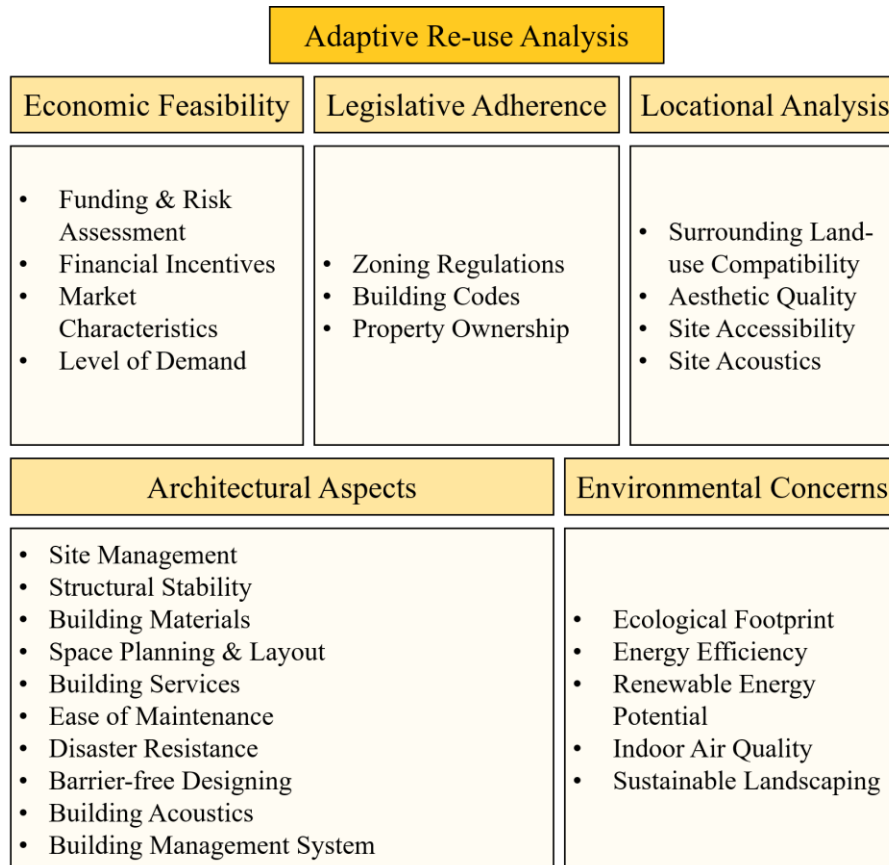 Adaptive Re-use Analysis
Economic Feasibility
Legislative Adherence
Locational Analysis
• Funding & Risk
Assessment
• Financial Incentives
• Market
Characteristics
• Level of Demand
• Zoning Regulations
• Building Codes
• Property Ownership
• Surrounding Land-
use Compatibility
• Aesthetic Quality
• Site Accessibility
• Site Acoustics
Architectural Aspects
Environmental Concerns
• Site Management
• Structural Stability
• Building Materials
• Space Planning & Layout
• Building Services
• Ease of Maintenance
• Disaster Resistance
• Barrier-free Designing
• Building Acoustics
• Building Management System
• Ecological Footprint
• Energy Efficiency
• Renewable Energy
Potential
• Indoor Air Quality
• Sustainable Landscaping